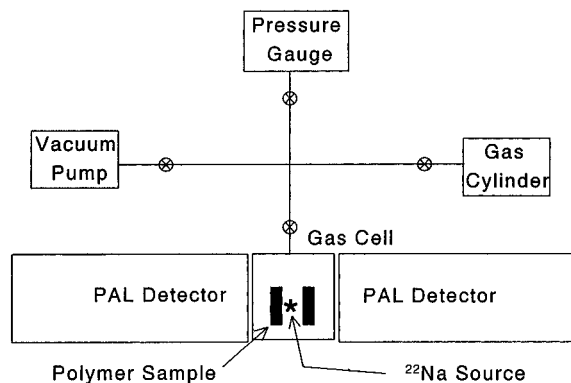 Pressure
Gauge
Vacuum
Pump
Gas
Cylinder
Gas Cell
PAL Detector
PAL Detector
Polymer Sample
²²Na Source